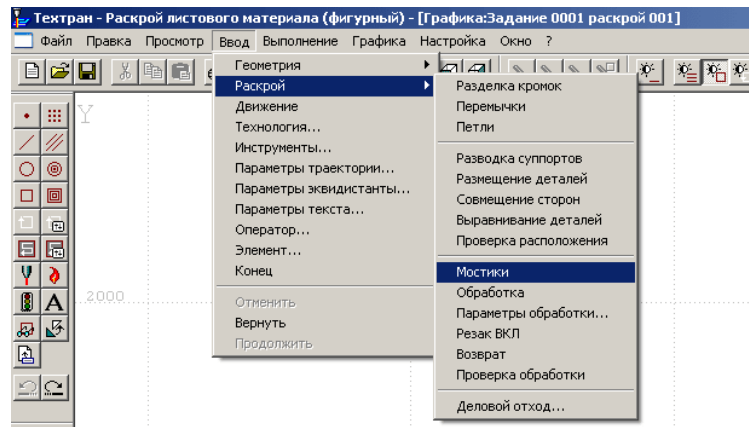 Техтран - Раскрой листового материала (фигурный) - [Графика:Задание 0001 раскрой 001]
Файл Правка Просмотр Ввод Выполнение Графика Настройка Окно ?
Геометрия
Раскрой
Движение
Технология...
Инструменты...
Параметры траектории...
Параметры эквидистанты...
Параметры текста...
Оператор...
Элемент...
Конец
Отменить
Вернуть
Продолжить
Разделка кромок
Перемычки
Петли
Разводка суппортов
Размещение деталей
Совмещение сторон
Выравнивание деталей
Проверка расположения
Мостики
Обработка
Параметры обработки...
Резак ВКЛ
Возврат
Проверка обработки
Деловой отход...
Y
2000
A